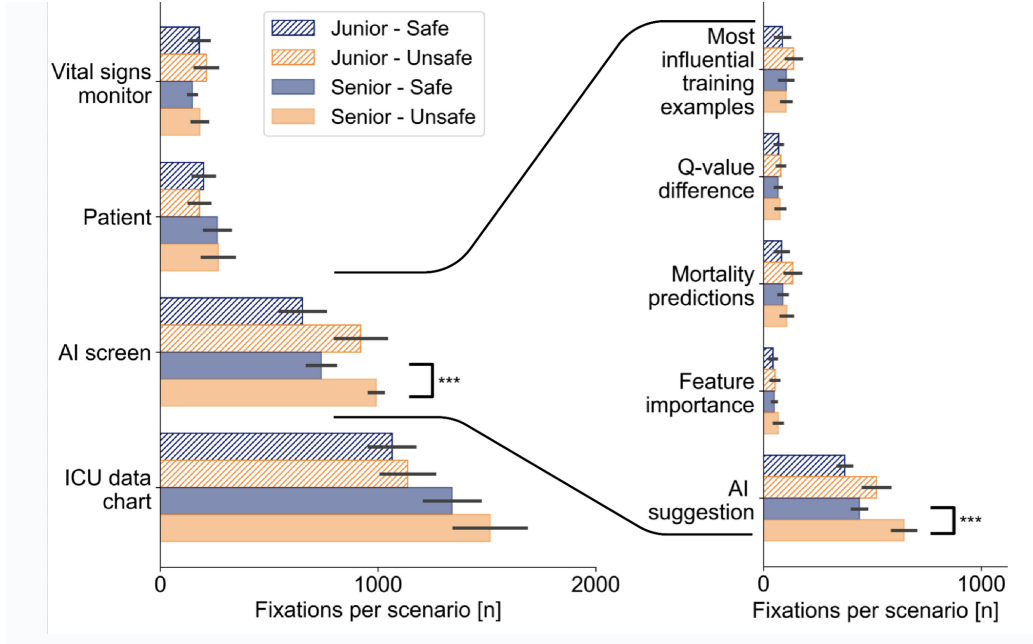 Junior - Safe
Junior - Unsafe
Senior - Safe
Senior - Unsafe
Vital signs
monitor
Patient
AI screen
***
ICU data
chart
0
1000
2000
Fixations per scenario [n]
Most
influential
training
examples
Q-value
difference
Mortality
predictions
Feature
importance
AI
suggestion
***
0
1000
Fixations per scenario [n]